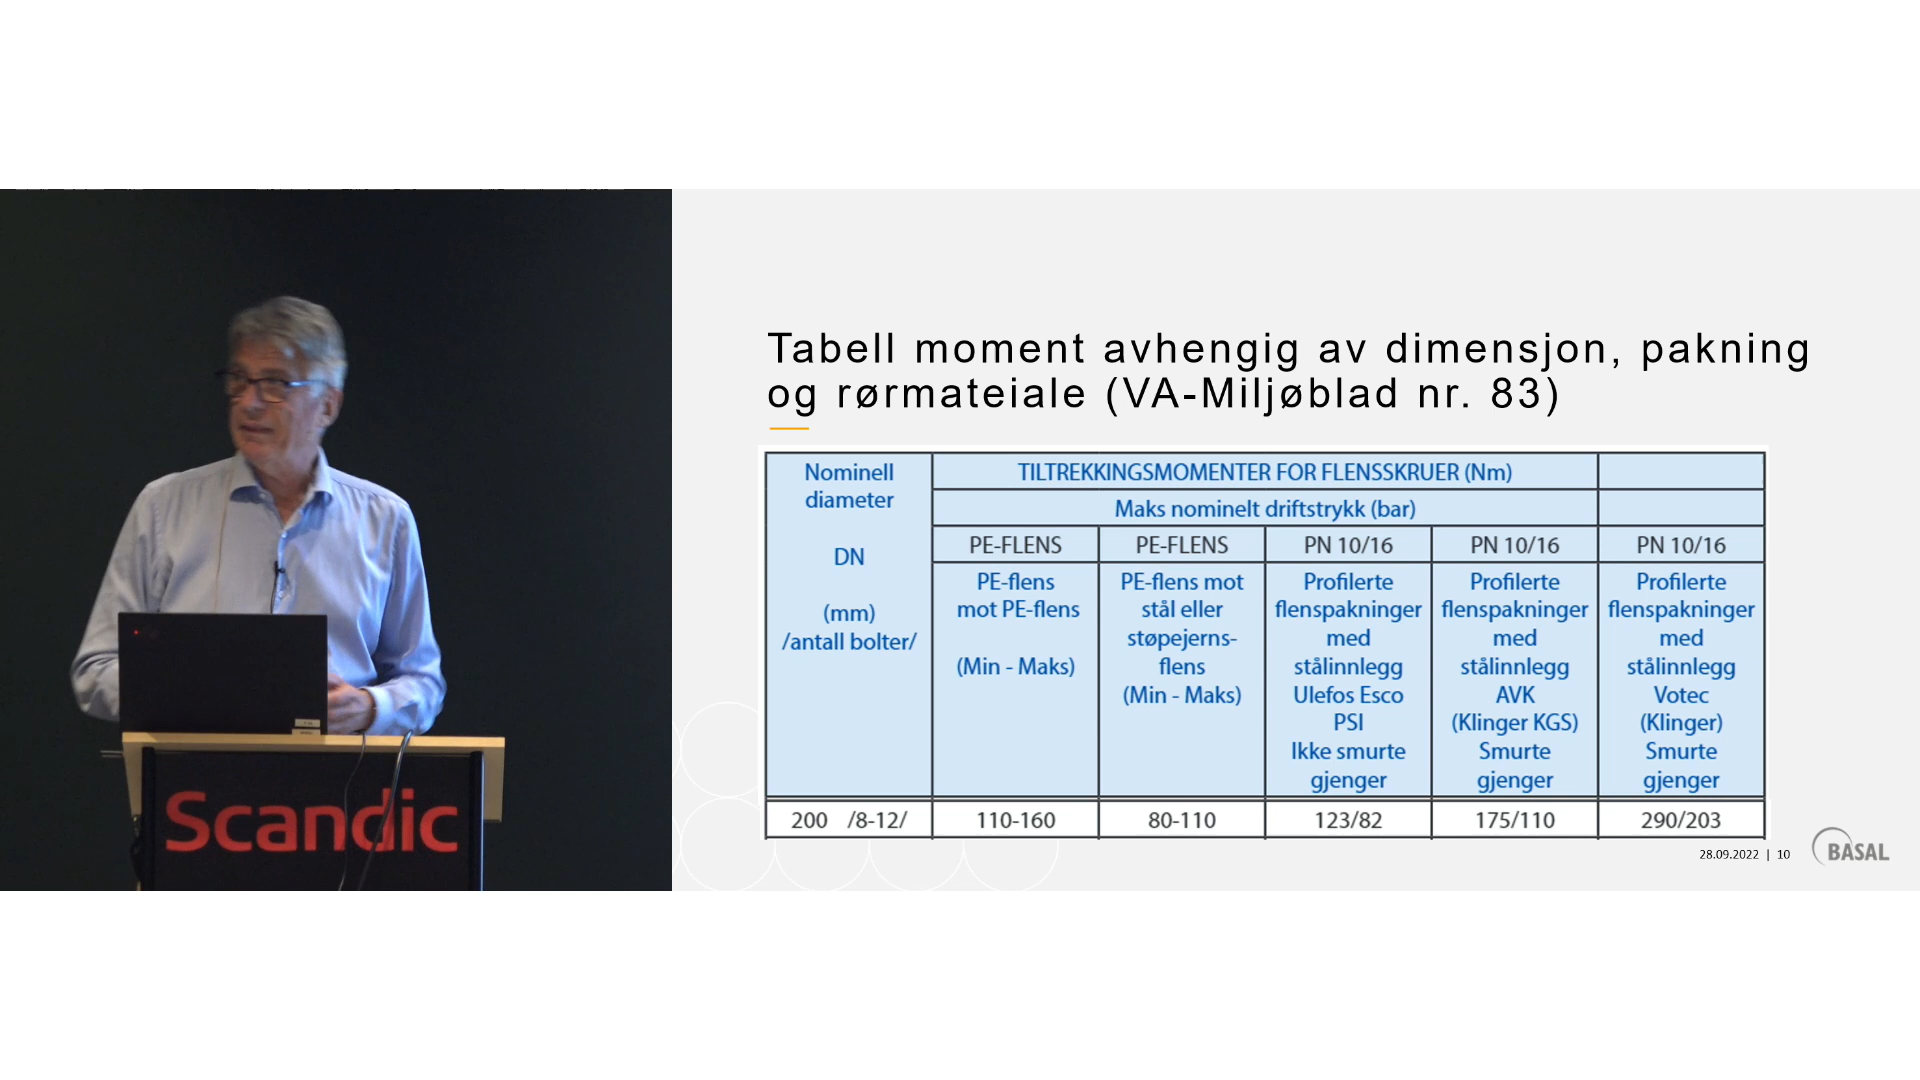 Tabell moment avhengig av dimensjon, pakning
og rørmateiale (VA-Miljøblad nr. 83)
Nominell
diameter
DN
(mm)
/antall bolter/
TILTREKKINGSMOMENTER FOR FLENSSKRUER (Nm)
Maks nominelt driftstrykk (bar)
PE-FLENS
PE-FLENS
PN 10/16
PN 10/16
PN 10/16
PE-flens
mot PE-flens
(Min - Maks)
PE-flens mot
stål eller
støpejerns-
flens
(Min - Maks)
Profilerte
flenspakninger
med
stålinnlegg
Ulefos Esco
PSI
Ikke smurte
gjenger
Profilerte
flenspakninger
med
stålinnlegg
AVK
(Klinger KGS)
Smurte
gjenger
Profilerte
flenspakninger
med
stålinnlegg
Votec
(Klinger)
Smurte
gjenger
200 /8-12/
110-160
80-110
123/82
175/110
290/203
28.09.2022 | 10
BASAL
Scandic